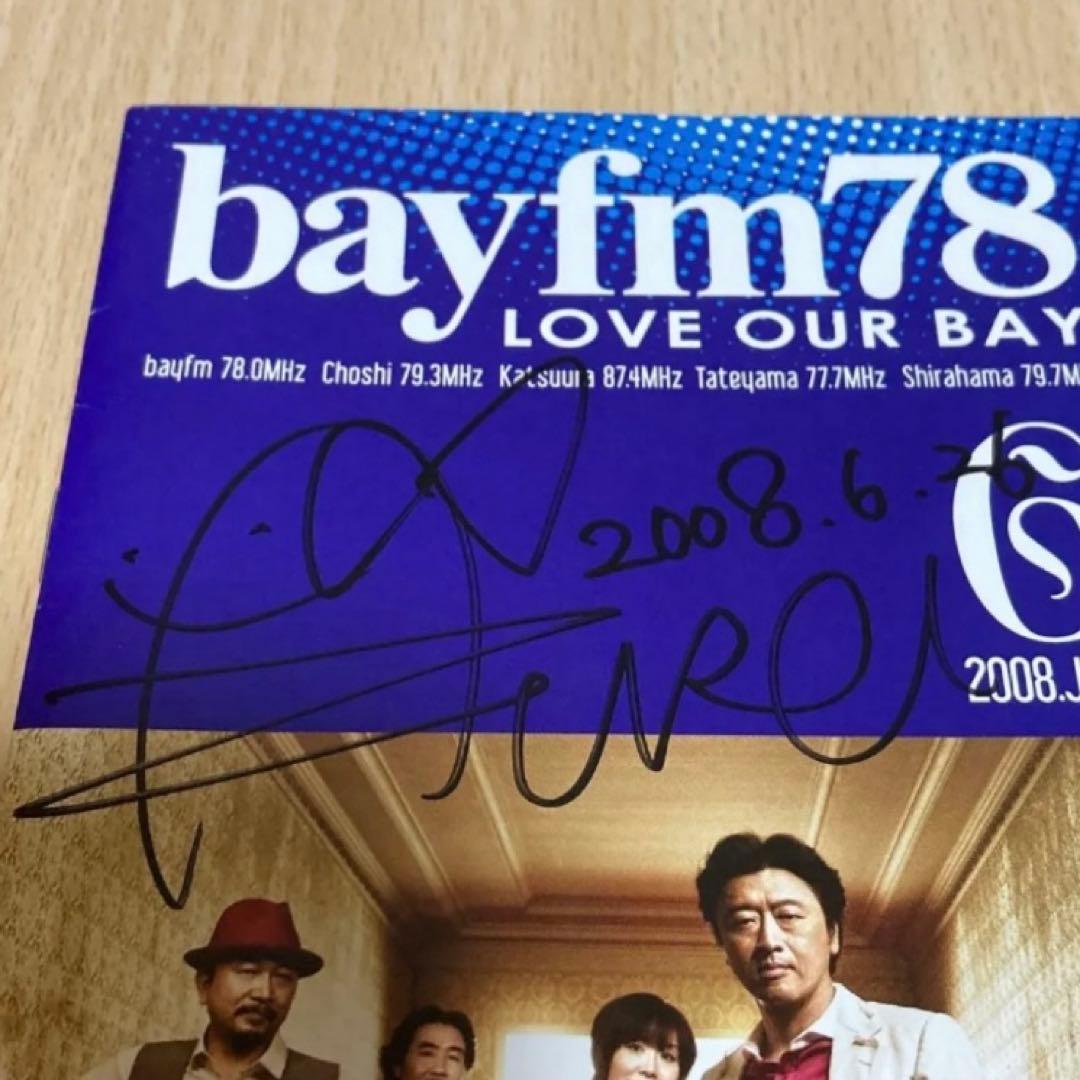 bayfm78
LOVE OUR BAY
bayfm 78.0MHz Choshi 79.3MHz Katsuura 87.4MHz Tateyama 77.7MHz Shirahama 79.7M
2008.6.26
6
2008.J